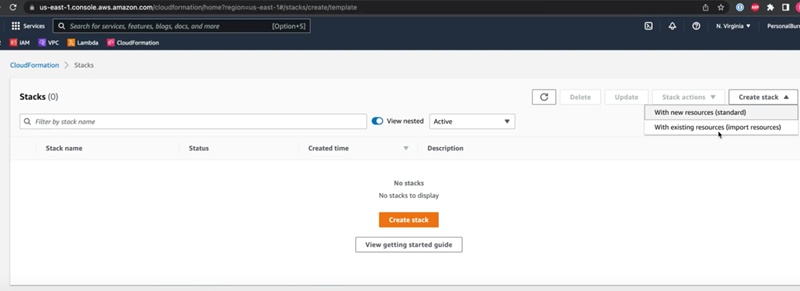 us-east-1.console.aws.amazon.com/cloudformation/home?region=us-east-1#/stacks/create/template
Services
Search for services, features, blogs, docs, and more
[Option+S]
N. Virginia
IAM
VPC
Lambda
CloudFormation
CloudFormation > Stacks
Stacks (0)
Delete
Update
Stack actions
Create stack
With new resources (standard)
With existing resources (import resources)
Filter by stack name
View nested
Active
Stack name
Status
Created time
Description
No stacks
No stacks to display
Create stack
View getting started guide